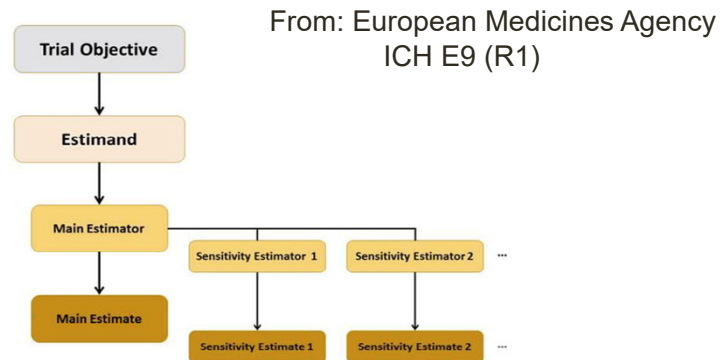 From: European Medicines Agency
ICH E9 (R1)
Trial Objective
Estimand
Main Estimator
Sensitivity Estimator 1
Sensitivity Estimator 2
...
Main Estimate
Sensitivity Estimate 1
Sensitivity Estimate 2
...